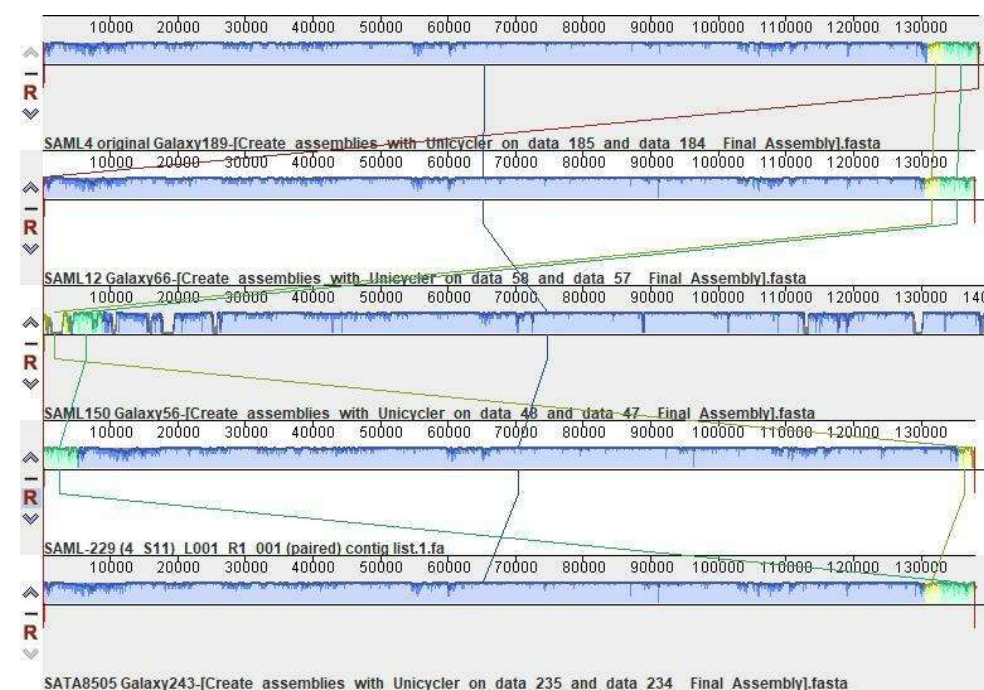 10000 20000 30000 40000 50000 60000 70000 80000 90000 100000 110000 120000 130000
R
SAML4 original Galaxy189-[Create assemblies with Unicycler on data 185 and data 184 Final Assembly].fasta
10000 20000 30000 40000 50000 60000 70000 80000 90000 100000 110000 120000 130000
R
SAML12 Galaxy66-[Create assemblies with Unicycler on data 58 and data 57 Final Assembly].fasta
10000 20000 30000 40000 50000 60000 70000 80000 90000 100000 110000 120000 130000 140
R
SAML150 Galaxy56-[Create assemblies with Unicycler on data 48 and data 47 Final Assembly].fasta
10000 20000 30000 40000 50000 60000 70000 80000 90000 100000 110000 120000 130000
R
SAML-229 (4 S11) L001 R1 001 (paired) contig list.1.fa
10000 20000 30000 40000 50000 60000 70000 80000 90000 100000 110000 120000 130000
R
SATA8505 Galaxy243-[Create assemblies with Unicycler on data 235 and data 234 Final Assembly].fasta